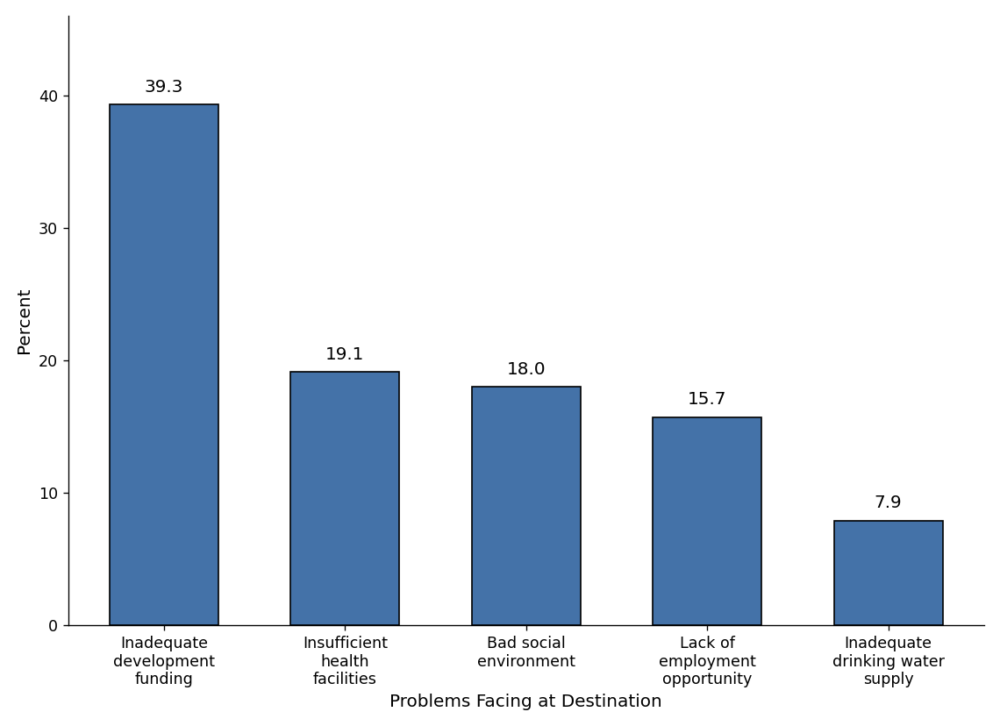 39.3
19.1
18.0
15.7
7.9
Percent
40
30
20
10
0
Inadequate
development
funding
Insufficient
health
facilities
Bad social
environment
Lack of
employment
opportunity
Inadequate
drinking water
supply
Problems Facing at Destination